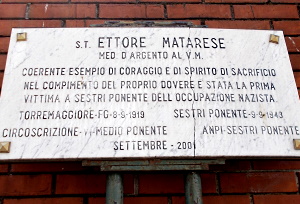 S.T. ETTORE MATARESE
MED. D'ARGENTO AL V.M.
COERENTE ESEMPIO DI CORAGGIO E DI SPIRITO DI SACRIFICIO
NEL COMPIMENTO DEL PROPRIO DOVERE È STATA LA PRIMA
VITTIMA A SESTRI PONENTE DELL'OCCUPAZIONE NAZISTA.
TORREMAGGIORE-FG-8-8-1919 SESTRI PONENTE-9-9-1943
CIRCOSCRIZIONE-VI-MEDIO PONENTE ANPI-SESTRI PONENTE
SETTEMBRE-2001